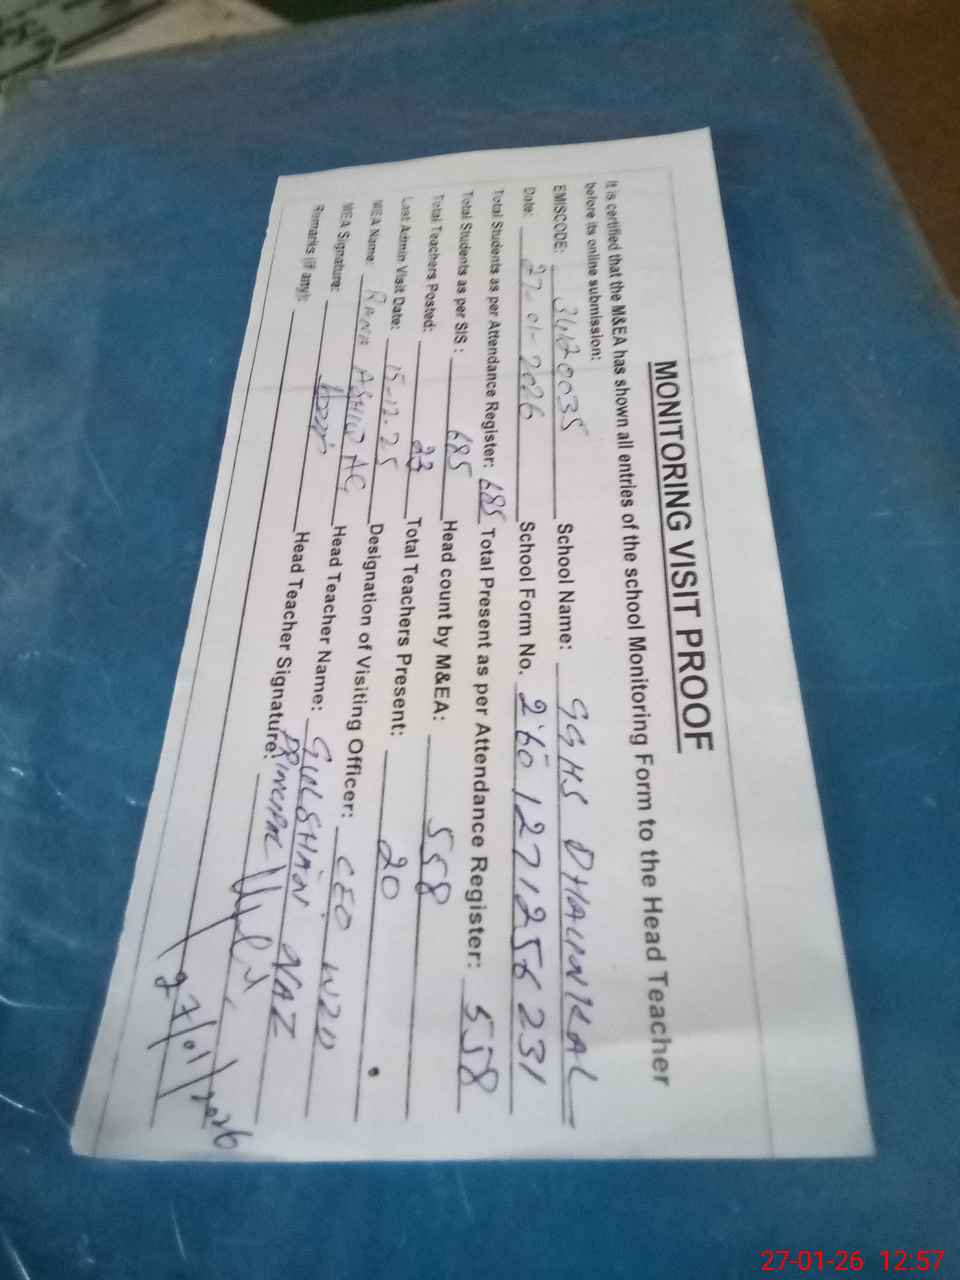 MONITORING VISIT PROOF
It is certified that the M&EA has shown all entries of the school Monitoring Form to the Head Teacher
before its online submission:
EMISCODE: 34120035 School Name: GGHS DHAUNKAL
Date: 27-01-2026 School Form No. 2601271256231
Total Students as per Attendance Register: 685 Total Present as per Attendance Register: 558
Total Students as per SIS: 685 Head count by M&EA: 558
Total Teachers Posted: 23 Total Teachers Present: 20
Last Admin Visit Date: 15-12-25 Designation of Visiting Officer: CEO WZD
MEA Name: RANA Head Teacher Name: GULSHAN NAZ
MEA Signature: Head Teacher Signature: PRINCIPAL
Remarks (if any): 27/01/2026
27-01-26 12:57